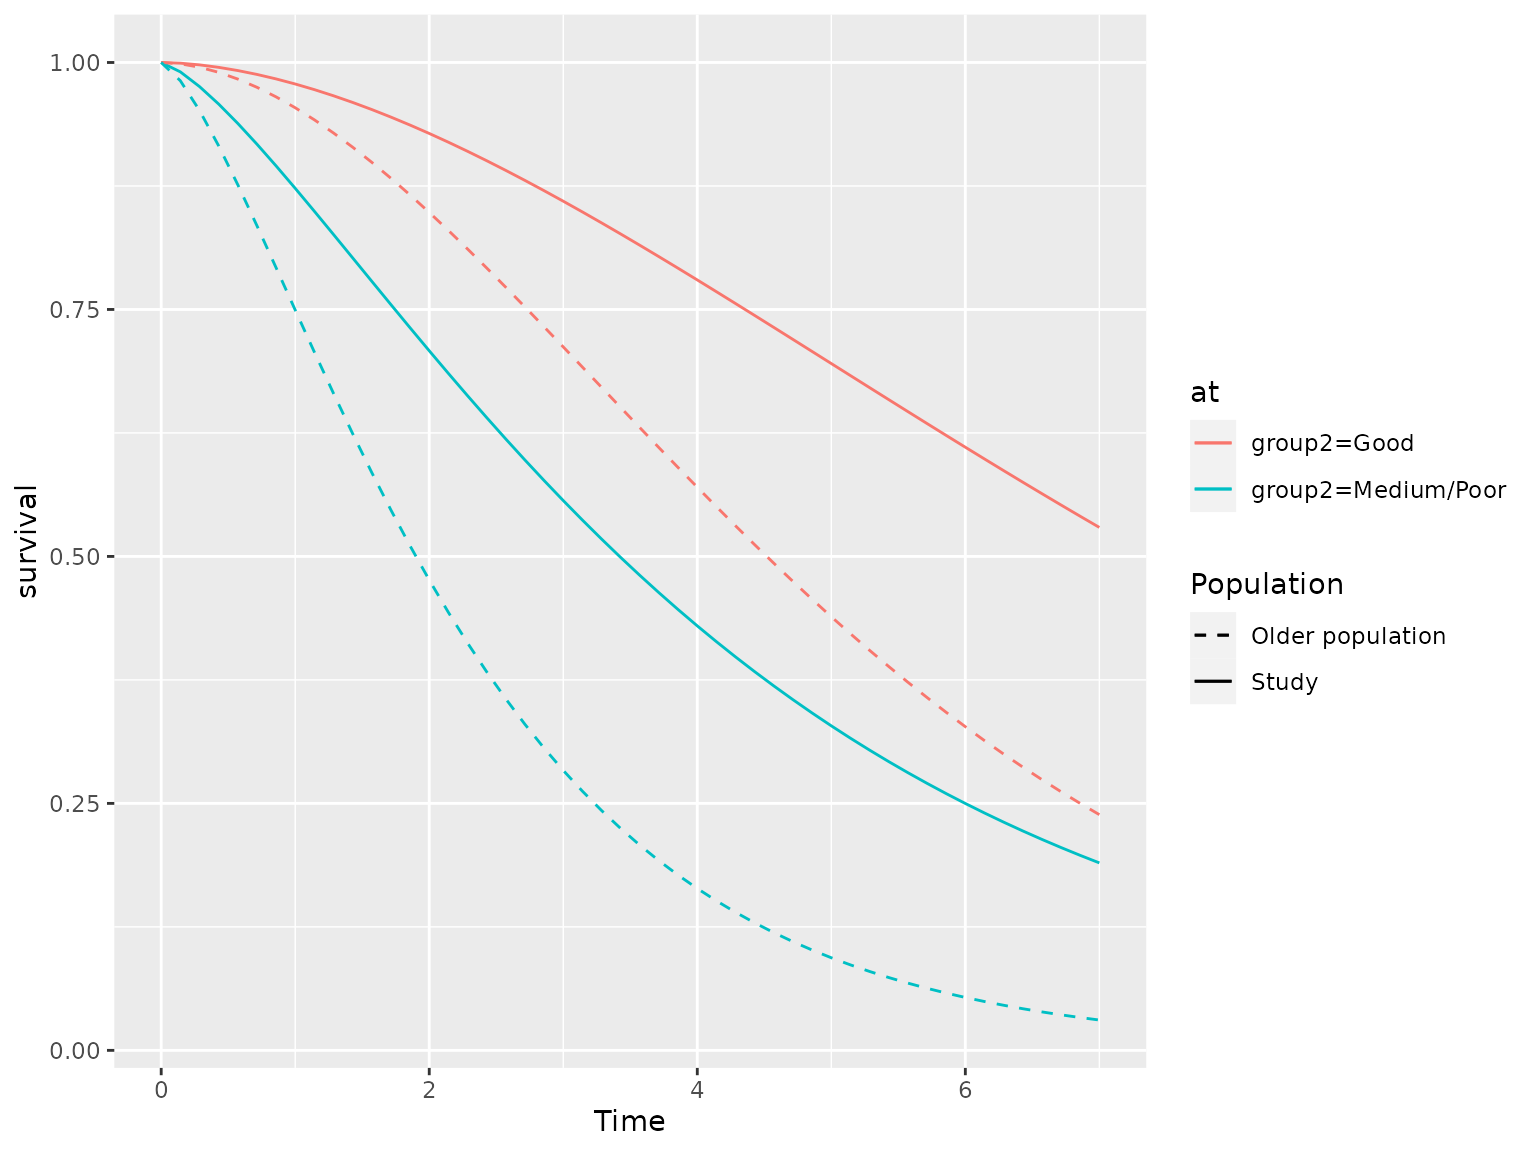 survival
1.00
0.75
0.50
0.25
0.00
0 2 4 6
Time
at
group2=Good
group2=Medium/Poor
Population
Older population
Study